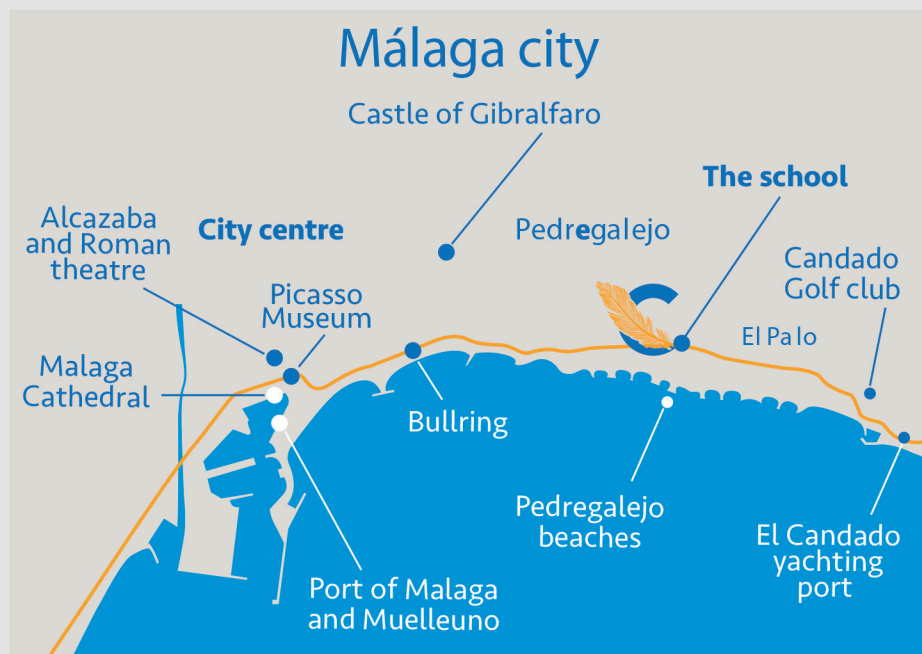 Málaga city
Castle of Gibralfaro
The school
Alcazaba
and Roman
theatre
City centre
Pedregalejo
Candado
Golf club
Picasso
Museum
El Palo
Malaga
Cathedral
Bullring
Pedregalejo
beaches
El Candado
yachting
port
Port of Malaga
and Muelleuno